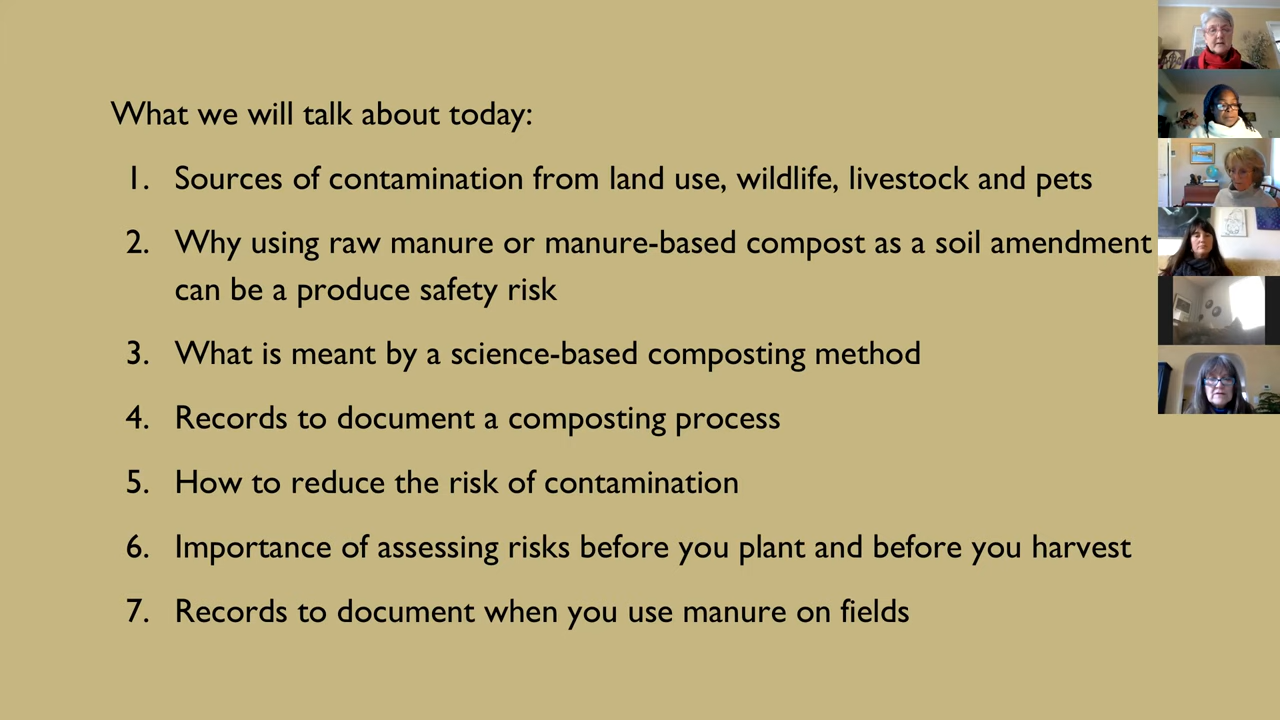 What we will talk about today:
1. Sources of contamination from land use, wildlife, livestock and pets
2. Why using raw manure or manure-based compost as a soil amendment
can be a produce safety risk
3. What is meant by a science-based composting method
4. Records to document a composting process
5. How to reduce the risk of contamination
6. Importance of assessing risks before you plant and before you harvest
7. Records to document when you use manure on fields